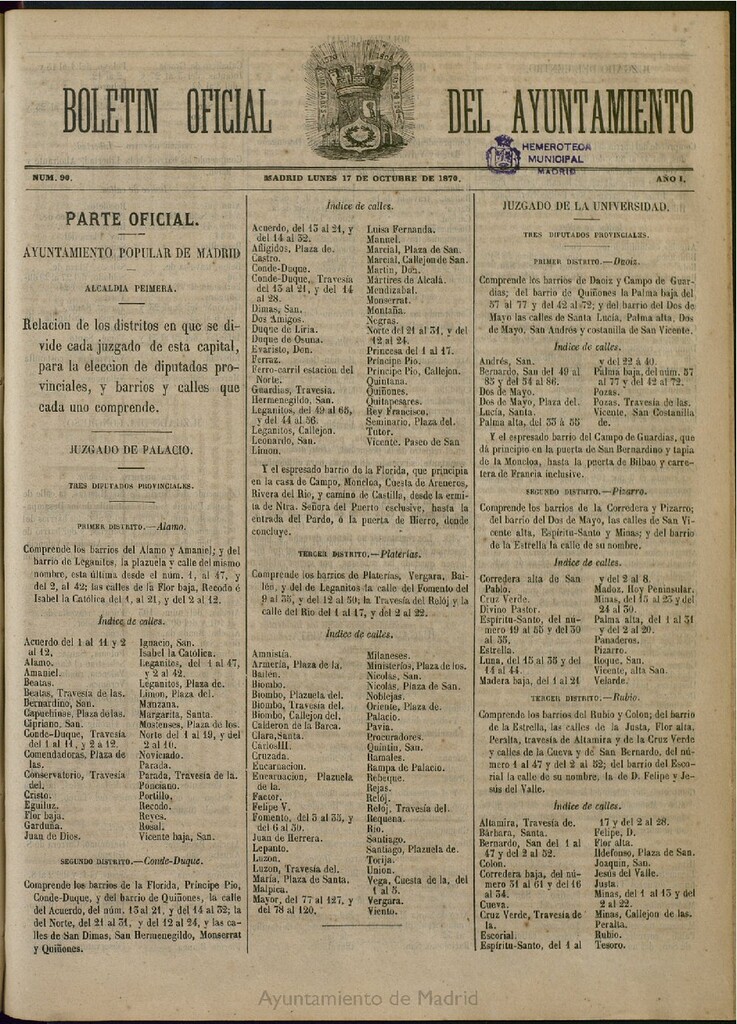 BOLETIN OFICIAL DEL AYUNTAMIENTO
HEMEROTECA
MUNICIPAL
MADRID
NUM. 90. MADRID LUNES 17 DE OCTUBRE DE 1870. AÑO I.
PARTE OFICIAL.
AYUNTAMIENTO POPULAR DE MADRID
ALCALDIA PRIMERA.
Relacion de los distritos en que se di-
vide cada juzgado de esta capital,
para la eleccion de diputados pro-
vinciales, y barrios y calles que
cada uno comprende.
JUZGADO DE PALACIO.
TRES DIPUTADOS PROVINCIALES.
PRIMER DISTRITO.—Alamo.
Comprende los barrios del Alamo y Amaniel; y del
barrio de Leganitos, la plazuela y calle del mismo
nombre, esta última desde el núm. 1, al 47, y
del 2, al 42; las calles de la Flor baja, Recodo é
Isabel la Católica del 1, al 21, y del 2, al 12.
Índice de calles.
Acuerdo del 1 al 11 y 2
al 12,
Alamo.
Amaniel.
Beatas.
Beatas, Travesía de las.
Bernardino, San.
Capuchinas, Plaza de las.
Cipriano, San.
Conde-Duque, Travesía
del 1 al 11, y 2 á 12.
Comendadoras, Plaza de
las.
Conservatorio, Travesía
del.
Cristo.
Eguiluz.
Flor baja.
Garduña.
Juan de Dios.
Ignacio, San.
Isabel la Católica.
Leganitos, del 1 al 47,
y 2 al 42.
Leganitos, Plaza de.
Limon, Plaza del.
Manzana.
Margarita, Santa.
Mostenses, Plaza de los.
Norte del 1 al 19, y del
2 al 10.
Noviciado.
Parada.
Parada, Travesía de la.
Ponciano.
Portillo.
Recodo.
Reyes.
Rosal.
Vicente baja, San.
SEGUNDO DISTRITO.—Conde-Duque.
Comprende los barrios de la Florida, Príncipe Pio,
Conde-Duque, y del barrio de Quiñones, la calle
del Acuerdo, del núm. 13 al 21, y del 14 al 32; la
del Norte, del 21 al 31, y del 12 al 24, y las ca-
lles de San Dimas, San Hermenegildo, Monserrat
y Quiñones.
Índice de calles.
Acuerdo, del 13 al 21, y
del 14 al 32.
Afligidos, Plaza de.
Castro.
Conde-Duque.
Conde-Duque, Travesía
del 13 al 21, y del 14
al 28.
Dimas, San.
Dos Amigos.
Duque de Liria.
Duque de Osuna.
Evaristo, Don.
Ferraz.
Ferro-carril estacion del
Norte.
Guardias, Travesía.
Hermenegildo, San.
Leganitos, del 49 al 65,
y del 44 al 56.
Leganitos, Callejon.
Leonardo, San.
Limon.
Luisa Fernanda.
Manuel.
Marcial, Plaza de San.
Marcial, Callejon de San.
Martin, Don.
Mártires de Alcalá.
Mendizabal.
Monserrat.
Montaña.
Negras.
Norte del 21 al 31, y del
12 al 24.
Princesa del 1 al 17.
Príncipe Pio.
Príncipe Pio, Callejon.
Quintana.
Quiñones.
Quitapesares.
Rey Francisco.
Seminario, Plaza del.
Tutor.
Vicente, Paseo de San
Y el espresado barrio de la Florida, que principia
en la casa de Campo, Moncloa, Cuesta de Areneros,
Rivera del Rio, y camino de Castilla, desde la ermi-
ta de Ntra. Señora del Puerto esclusive, hasta la
entrada del Pardo, ó la puerta de Hierro, donde
concluye.
TERCER DISTRITO.—Platerías.
Comprende los barrios de Platerías, Vergara, Bai-
lén, y del de Leganitos la calle del Fomento del
9 al 35, y del 12 al 50; la Travesía del Reloj y la
calle del Rio del 1 al 17, y del 2 al 22.
Índice de calles.
Amnistía.
Armería, Plaza de la.
Bailen.
Biombo.
Biombo, Plazuela del.
Biombo, Travesía del.
Biombo, Callejon del.
Calderon de la Barca.
Clara, Santa.
Carlos III.
Cruzada.
Encarnacion.
Encarnacion, Plazuela
de la.
Factor.
Felipe V.
Fomento, del 3 al 35, y
del 6 al 50.
Juan de Herrera.
Lepanto.
Luzon.
Luzon, Travesía del.
María, Plaza de Santa.
Malpica.
Mayor, del 77 al 127, y
del 78 al 120.
Milaneses.
Ministerios, Plaza de los.
Nicolas, San.
Nicolas, Plaza de San.
Noblejas.
Oriente, Plaza de.
Palacio.
Pavía.
Procuradores.
Quintin, San.
Ramales.
Rampa de Palacio.
Rebeque.
Rejas.
Reloj.
Reloj, Travesía del.
Requena.
Rio.
Santiago.
Santiago, Plazuela de.
Torija.
Union.
Vega, Cuesta de la, del
1 al 5.
Vergara.
Viento.
JUZGADO DE LA UNIVERSIDAD.
TRES DIPUTADOS PROVINCIALES.
PRIMER DISTRITO.—Daoiz.
Comprende los barrios de Daoiz y Campo de Guar-
dias; del barrio de Quiñones la Palma baja del
57 al 77 y del 42 al 72; y del barrio del Dos de
Mayo las calles de Santa Lucía, Palma alta, Dos
de Mayo, San Andrés y costanilla de San Vicente.
Índice de calles.
Andrés, San.
Bernardo, San del 49 al
85 y del 54 al 86.
Dos de Mayo.
Dos de Mayo, Plaza del.
Lucía, Santa.
Palma alta, del 33 á 55
y del 22 á 40.
Palma baja, del núm. 57
al 77 y del 42 al 72.
Pozas.
Pozas, Travesía de las.
Vicente, San Costanilla
de.
Y el espresado barrio del Campo de Guardias, que
dá principio en la puerta de San Bernardino y tapia
de la Moncloa, hasta la puerta de Bilbao y carre-
tera de Francia inclusive.
SEGUNDO DISTRITO.—Pizarro.
Comprende los barrios de la Corredera y Pizarro;
del barrio del Dos de Mayo, las calles de San Vi-
cente alta, Espíritu-Santo y Minas; y del barrio
de la Estrella la calle de su nombre.
Índice de calles.
Corredera alta de San
Pablo.
Cruz Verde.
Divino Pastor.
Espíritu-Santo, del nú-
mero 19 al 55 y del 30
al 35.
Estrella.
Luna, del 15 al 35 y del
14 al 44.
Madera baja, del 1 al 21
y del 2 al 8.
Madoz. Hoy Peninsular.
Minas, del 15 al 25 y del
24 al 30.
Palma alta, del 1 al 31
y del 2 al 20.
Panaderos.
Pizarro.
Roque, San.
Vicente, alta San.
Velarde.
TERCER DISTRITO.—Rubio.
Comprende los barrios del Rubio y Colon; del barrio
de la Estrella, las calles de la Justa, Flor alta,
Peralta, travesía de Altamira y de la Cruz Verde
y calles de la Cueva y de San Bernardo, del nú-
mero 1 al 47 y del 2 al 52; del barrio del Esco-
rial la calle de su nombre, la de D. Felipe y Je-
sús del Valle.
Índice de calles.
Altamira, Travesía de.
Bárbara, Santa.
Bernardo, San del 1 al
47 y del 2 al 52.
Colon.
Corredera baja, del nú-
mero 51 al 61 y del 16
al 34.
Cueva.
Cruz Verde, Travesía de
la.
Escorial.
Espíritu-Santo, del 1 al
17 y del 2 al 28.
Felipe, D.
Flor alta.
Ildefonso, Plaza de San.
Joaquin, San.
Jesús del Valle.
Justa.
Minas, del 1 al 13 y del
2 al 22.
Minas, Callejon de las.
Peralta.
Rubio.
Tesoro.
Ayuntamiento de Madrid